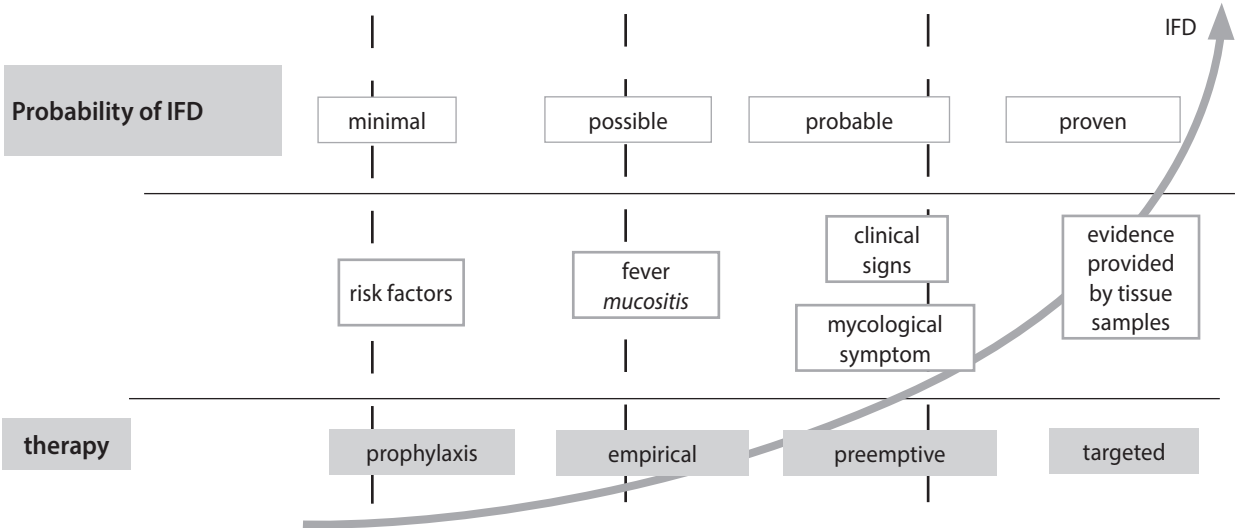 IFD
Probability of IFD
minimal
possible
probable
proven
risk factors
fever
mucositis
clinical
signs
mycological
symptom
evidence
provided
by tissue
samples
therapy
prophylaxis
empirical
preemptive
targeted